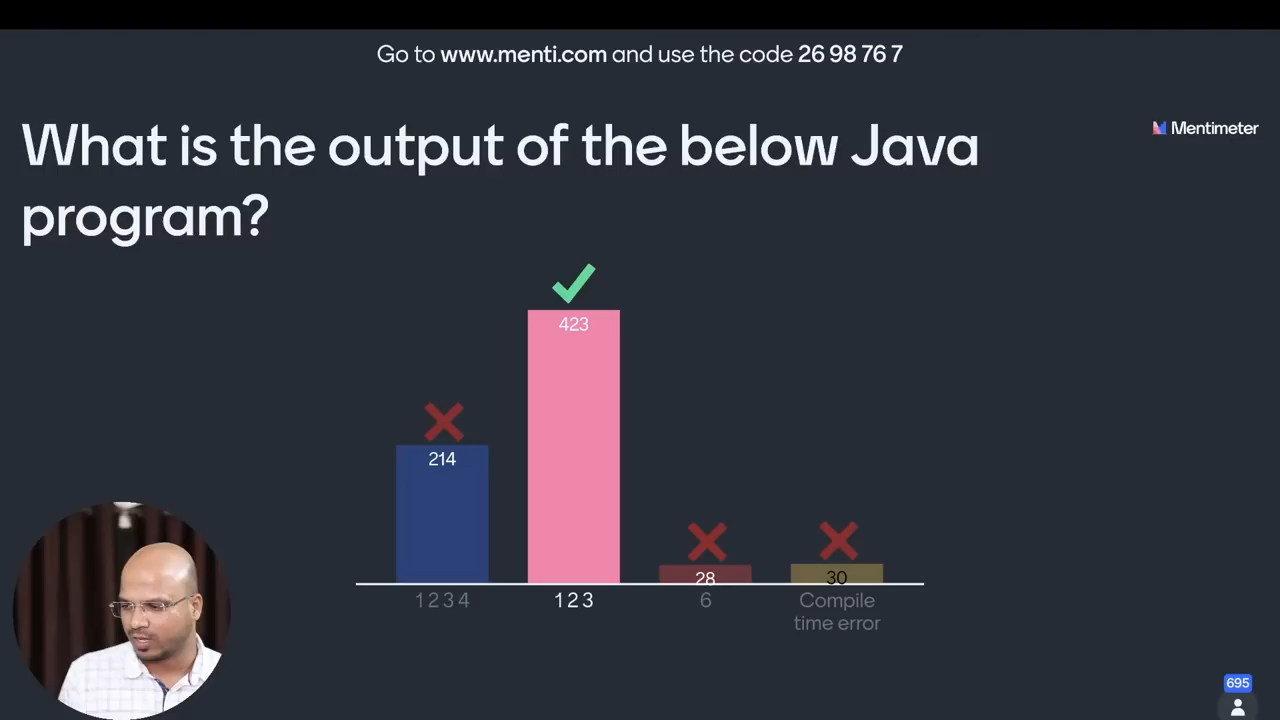 Go to www.menti.com and use the code 26 98 76 7
What is the output of the below Java
program?
Mentimeter
423
214
28
30
1 2 3 4
1 2 3
6
Compile
time error
695